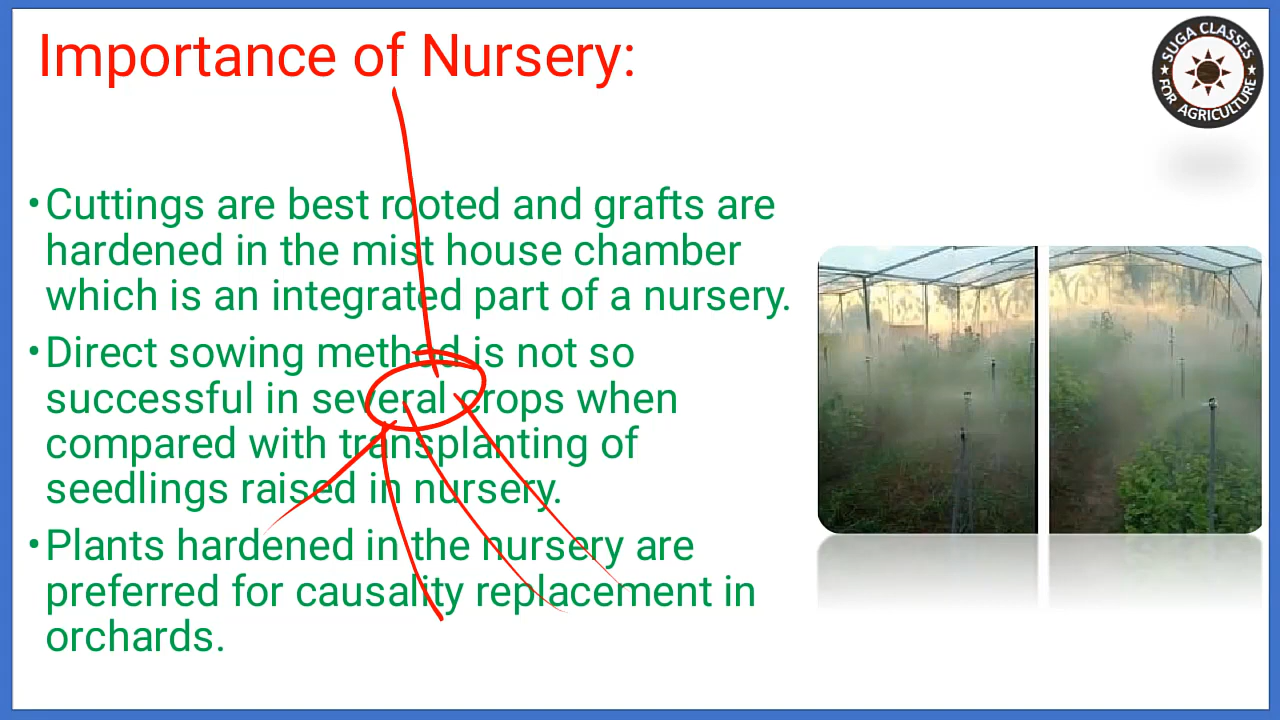 Importance of Nursery:
SUGA CLASSES
FOR AGRICULTURE
•Cuttings are best rooted and grafts are
hardened in the mist house chamber
which is an integrated part of a nursery.
•Direct sowing method is not so
successful in several crops when
compared with transplanting of
seedlings raised in nursery.
•Plants hardened in the nursery are
preferred for causality replacement in
orchards.